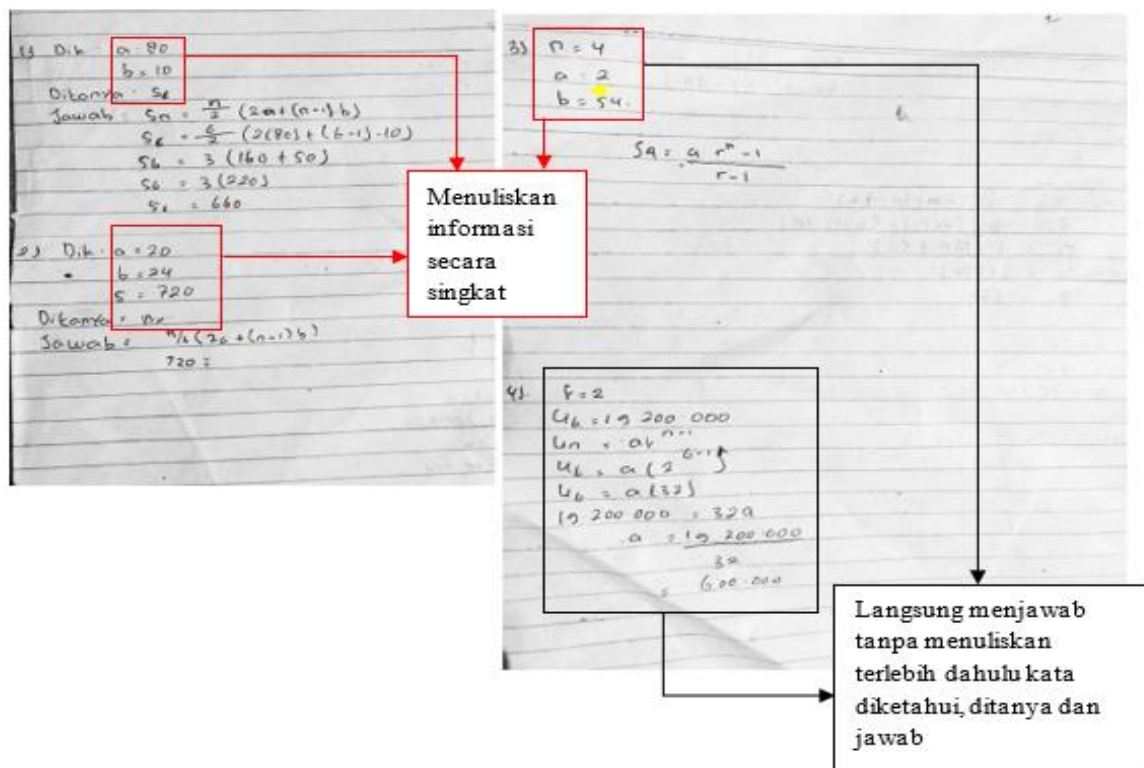 1) Dik : a = 80
b = 10
Ditanya : S6
Jawab : Sn = n/2 (2a + (n-1) b)
S6 = 6/2 (2(80) + (6-1) . 10)
S6 = 3 (160 + 50)
S6 = 3 (220)
S6 = 660
2) Dik : a = 20
b = 24
S = 720
Ditanya = n
Jawab = n/2 (2a + (n-1) b)
720 =
3) n = 4
a = 2
b = 54.
S4 = a r^n - 1
r - 1
Menuliskan
informasi
secara
singkat
4). r = 2
U6 = 19 200 000
Un = ar^n-1
U6 = a (2^6-1)
U6 = a (32)
19 200 000 = 32a
a = 19 200 000
32
= 600.000
Langsung menjawab
tanpa menuliskan
terlebih dahulu kata
diketahui, ditanya dan
jawab